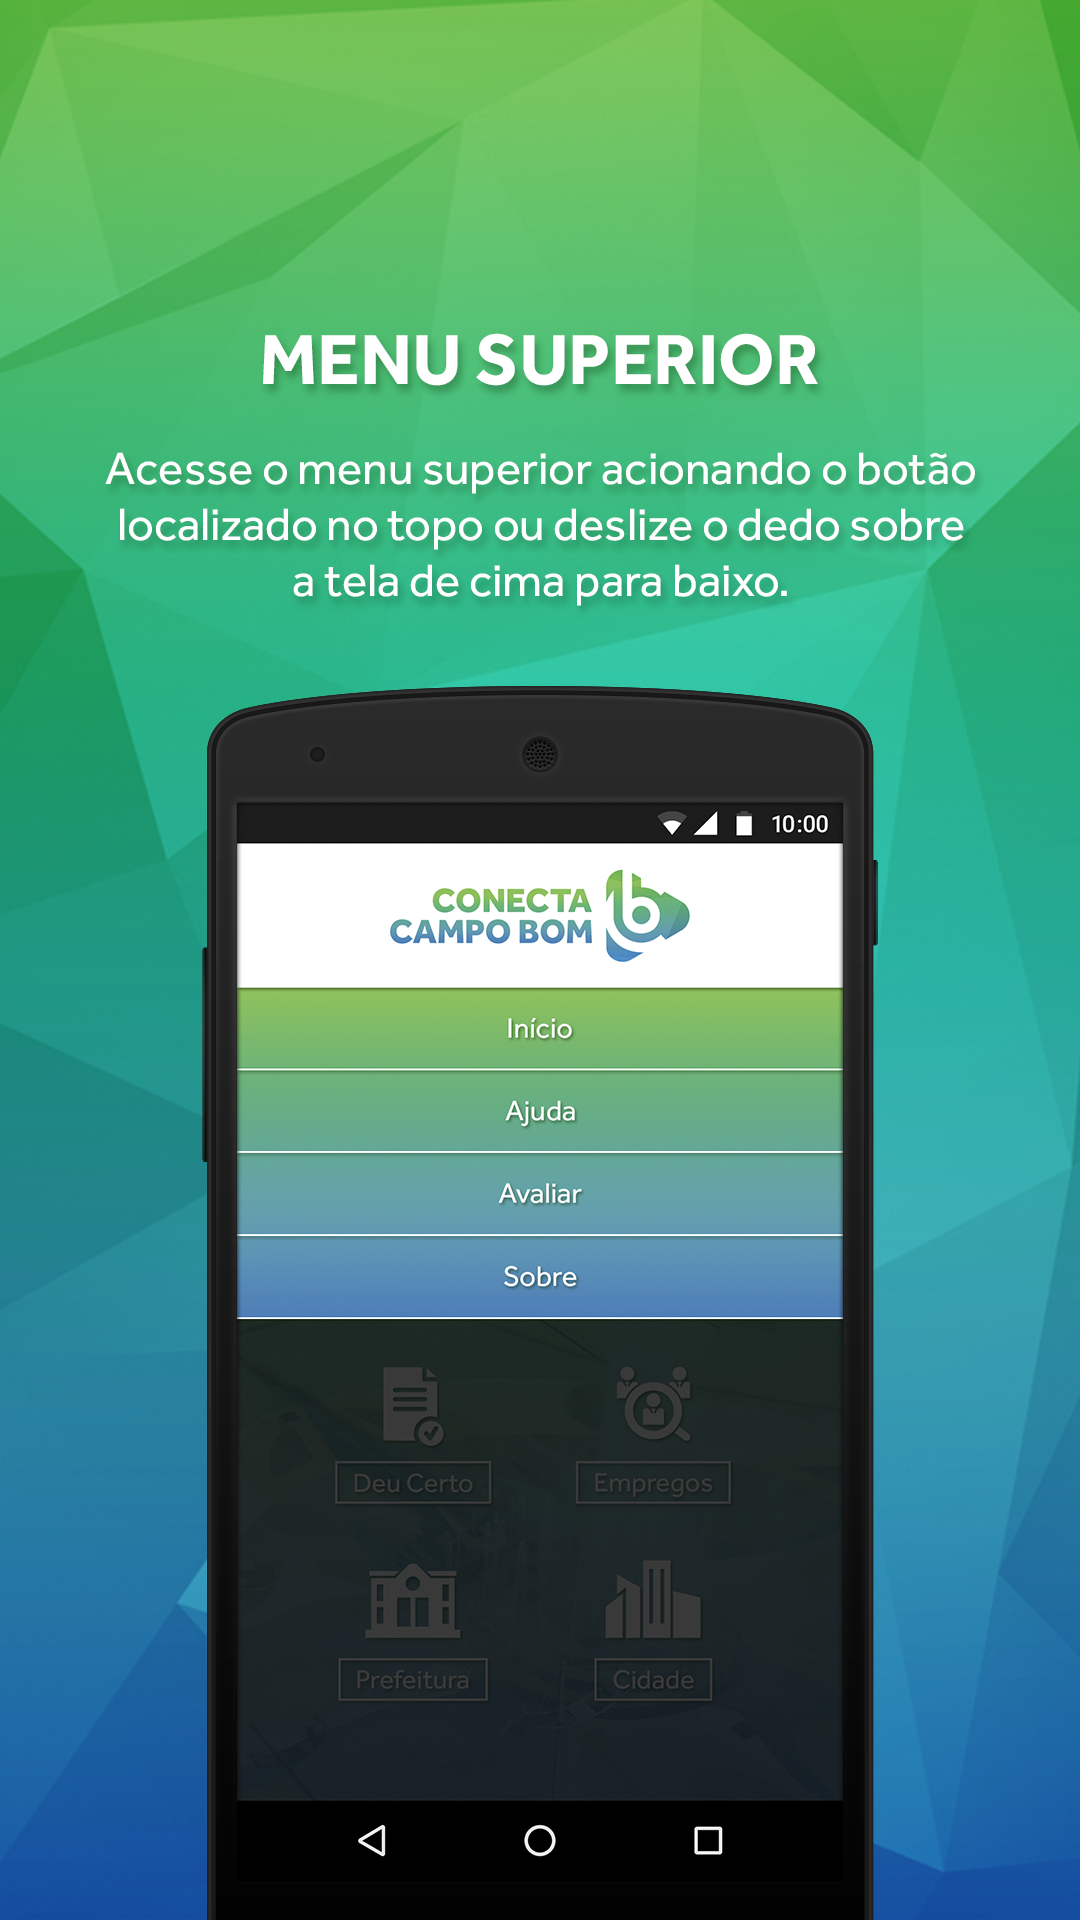 MENU SUPERIOR
Acesse o menu superior acionando o botão
localizado no topo ou deslize o dedo sobre
a tela de cima para baixo.
10:00
CONECTA
CAMPO BOM
Início
Ajuda
Avaliar
Sobre
Deu Certo
Empregos
Prefeitura
Cidade